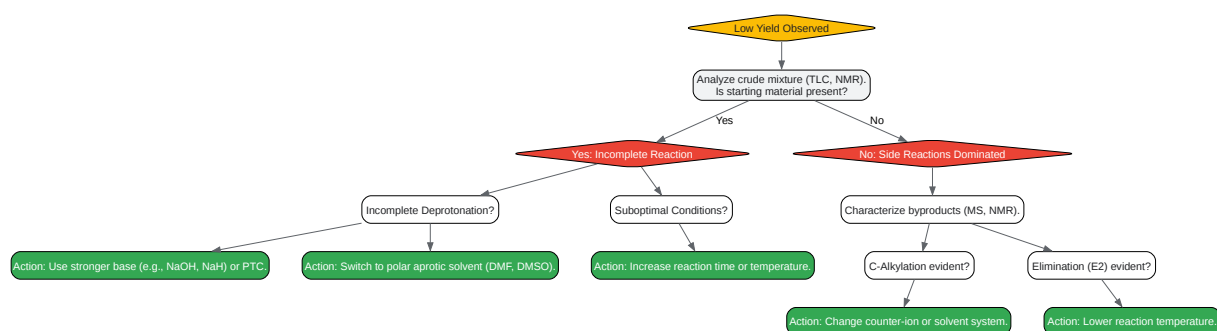 Low Yield Observed
Analyze crude mixture (TLC, NMR).
Is starting material present?
Yes
No
Yes: Incomplete Reaction
No: Side Reactions Dominated
Incomplete Deprotonation?
Suboptimal Conditions?
Characterize byproducts (MS, NMR).
Action: Use stronger base (e.g., NaOH, NaH) or PTC.
Action: Switch to polar aprotic solvent (DMF, DMSO).
Action: Increase reaction time or temperature.
C-Alkylation evident?
Elimination (E2) evident?
Action: Change counter-ion or solvent system.
Action: Lower reaction temperature.